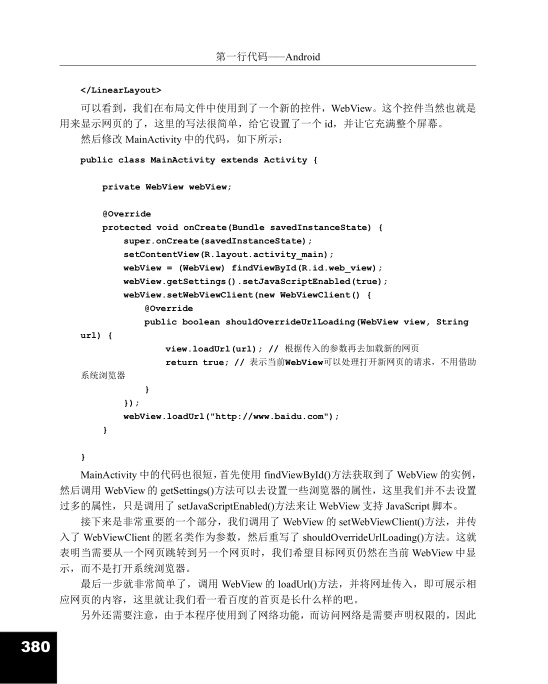 第一行代码——Android
</LinearLayout>
可以看到，我们在布局文件中使用到了一个新的控件，WebView。这个控件当然也就是
用来显示网页的了，这里的写法很简单，给它设置了一个 id，并让它充满整个屏幕。
然后修改 MainActivity 中的代码，如下所示：
public class MainActivity extends Activity {
private WebView webView;
@Override
protected void onCreate(Bundle savedInstanceState) {
super.onCreate(savedInstanceState);
setContentView(R.layout.activity_main);
webView = (WebView) findViewById(R.id.web_view);
webView.getSettings().setJavaScriptEnabled(true);
webView.setWebViewClient(new WebViewClient() {
@Override
public boolean shouldOverrideUrlLoading(WebView view, String
url) {
view.loadUrl(url); // 根据传入的参数再去加载新的网页
return true; // 表示当前WebView可以处理打开新网页的请求，不用借助
系统浏览器
}
});
webView.loadUrl("http://www.baidu.com");
}
}
MainActivity 中的代码也很短，首先使用 findViewById()方法获取到了 WebView 的实例，
然后调用 WebView 的 getSettings()方法可以去设置一些浏览器的属性，这里我们并不去设置
过多的属性，只是调用了 setJavaScriptEnabled()方法来让 WebView 支持 JavaScript 脚本。
接下来是非常重要的一个部分，我们调用了 WebView 的 setWebViewClient()方法，并传
入了 WebViewClient 的匿名类作为参数，然后重写了 shouldOverrideUrlLoading()方法。这就
表明当需要从一个网页跳转到另一个网页时，我们希望目标网页仍然在当前 WebView 中显
示，而不是打开系统浏览器。
最后一步就非常简单了，调用 WebView 的 loadUrl()方法，并将网址传入，即可展示相
应网页的内容，这里就让我们看一看百度的首页是长什么样的吧。
另外还需要注意，由于本程序使用到了网络功能，而访问网络是需要声明权限的，因此
380